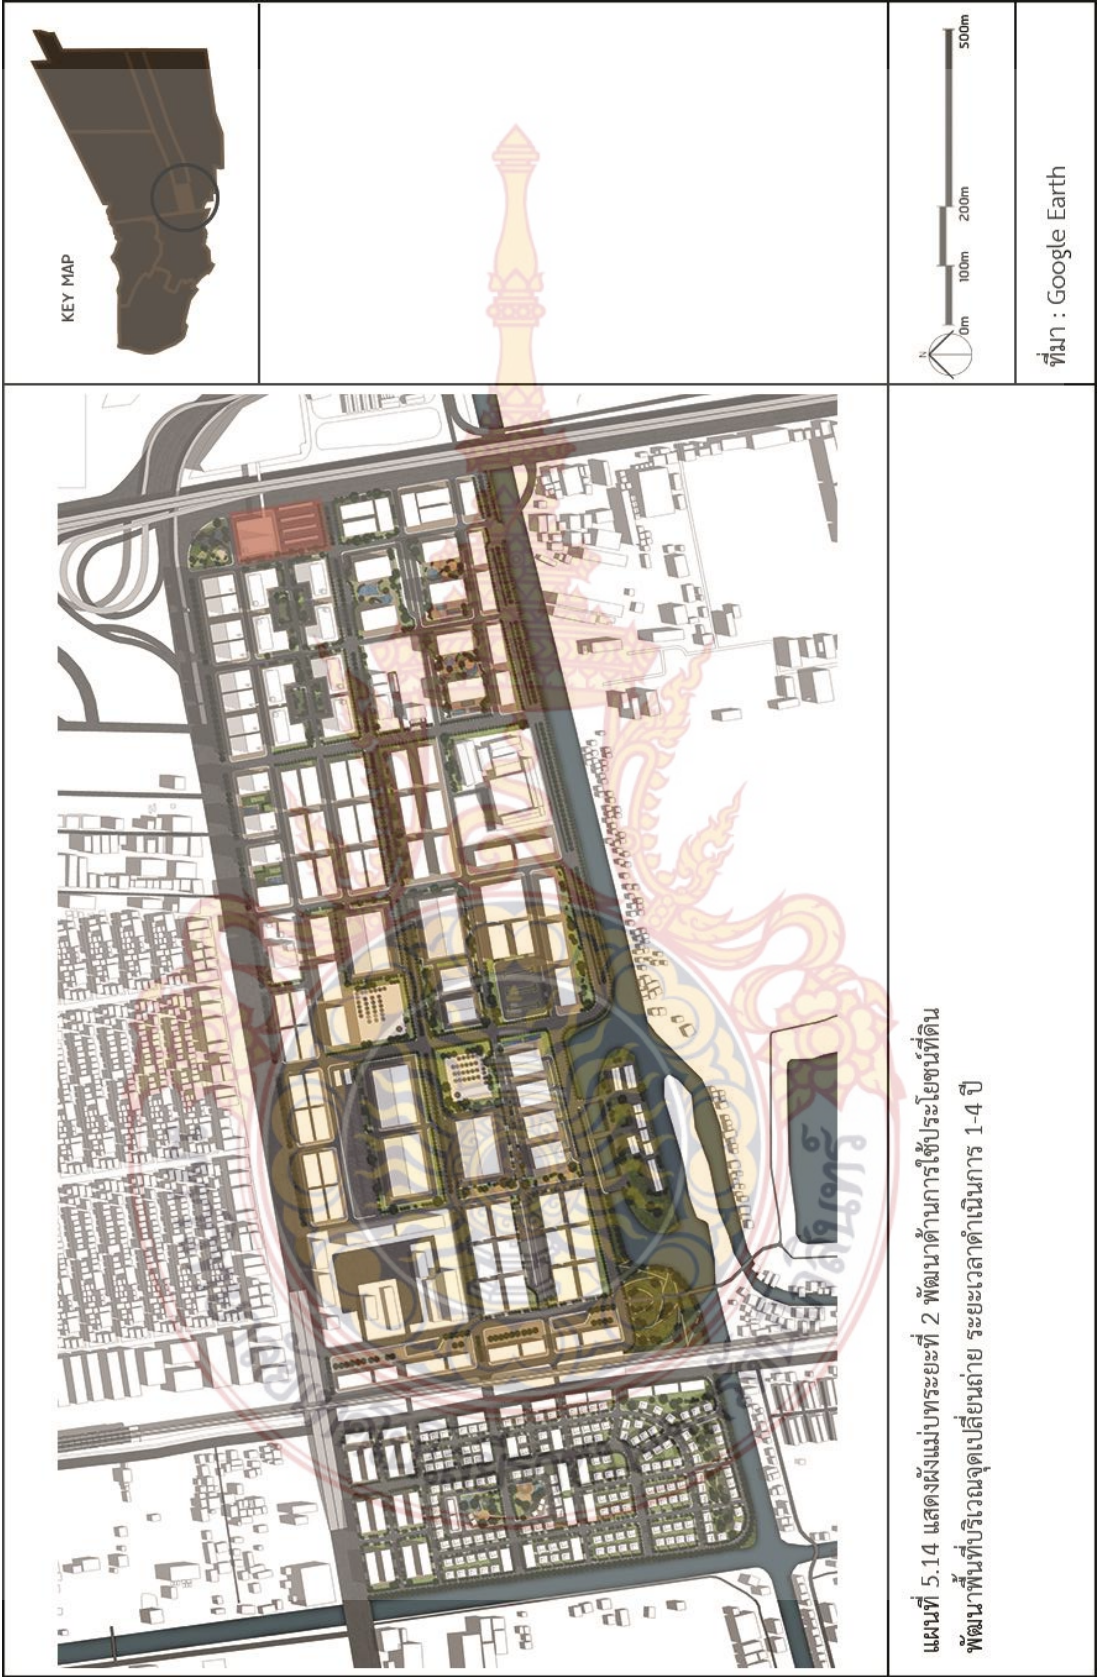 KEY MAP
N
0m 100m 200m 500m
ที่มา : Google Earth
แผนที่ 5.14 แสดงผังแม่บทระยะที่ 2 พัฒนาด้านการใช้ประโยชน์ที่ดิน
พัฒนาพื้นที่บริเวณจุดเปลี่ยนถ่าย ระยะเวลาดำเนินการ 1-4 ปี